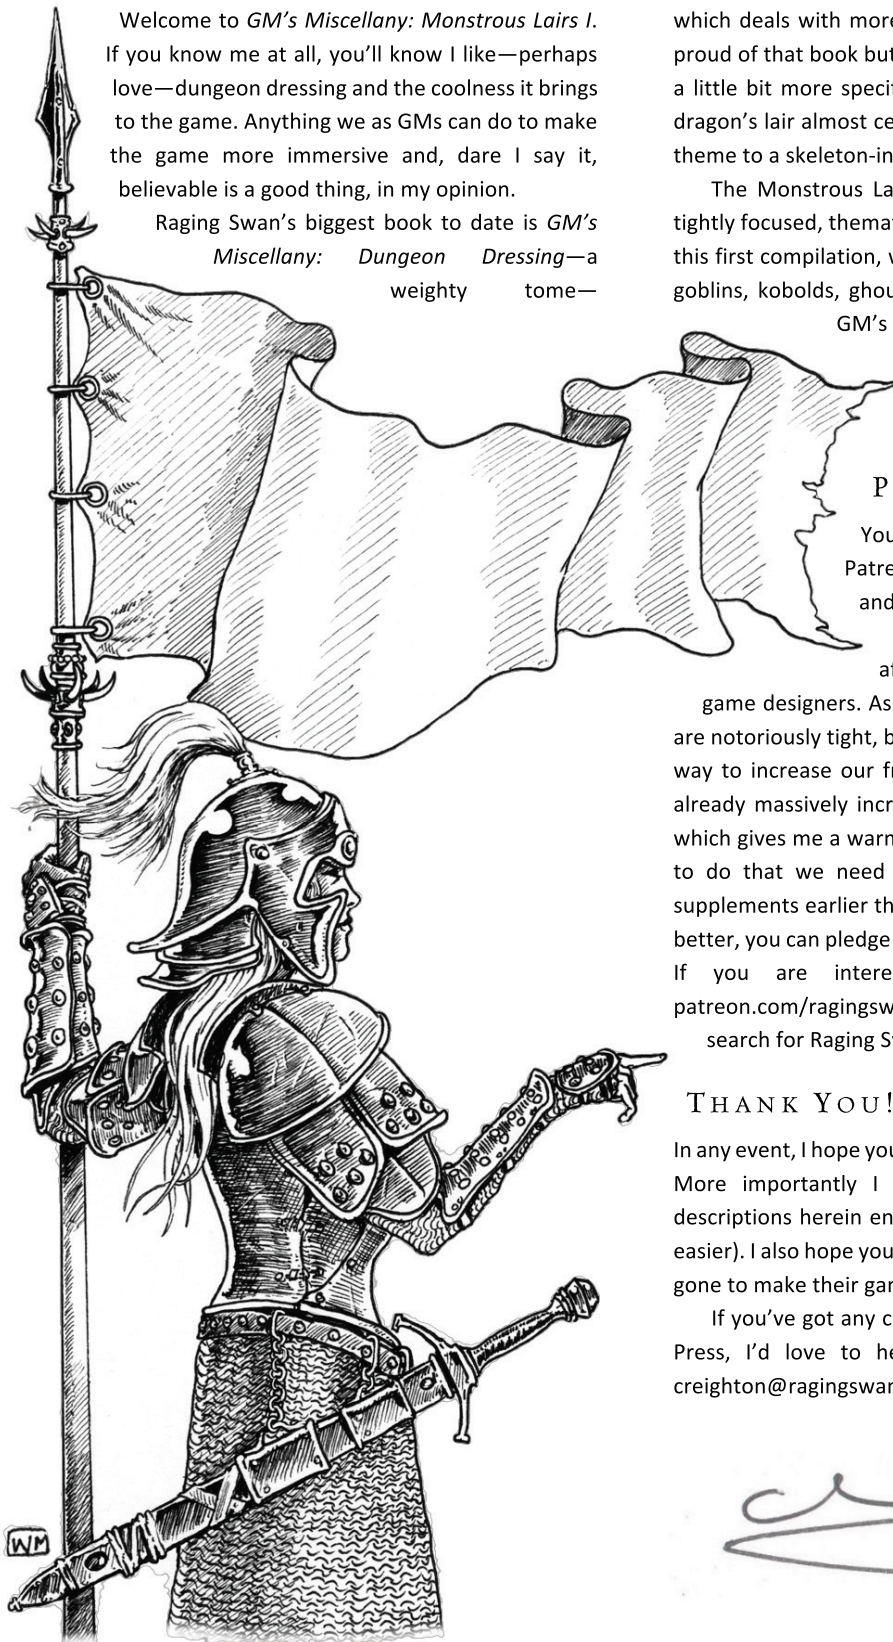 Welcome to GM’s Miscellany: Monstrous Lairs I.
If you know me at all, you’ll know I like—perhaps
love—dungeon dressing and the coolness it brings
to the game. Anything we as GMs can do to make
the game more immersive and, dare I say it,
believable is a good thing, in my opinion.
Raging Swan’s biggest book to date is GM’s
Miscellany: Dungeon Dressing—a
weighty tome—
which deals with more
proud of that book but
a little bit more specif
dragon’s lair almost ce
theme to a skeleton-in
The Monstrous La
tightly focused, thema
this first compilation, w
goblins, kobolds, ghou
GM’s
P
You
Patre
and
af
game designers. As
are notoriously tight, b
way to increase our fr
already massively incr
which gives me a warm
to do that we need
supplements earlier th
better, you can pledge
If you are intere
patreon.com/ragingsw
search for Raging S
THANK YOU!
In any event, I hope you
More importantly I
descriptions herein en
easier). I also hope you
gone to make their gam
If you’ve got any c
Press, I’d love to he
creighton@ragingswan
WM